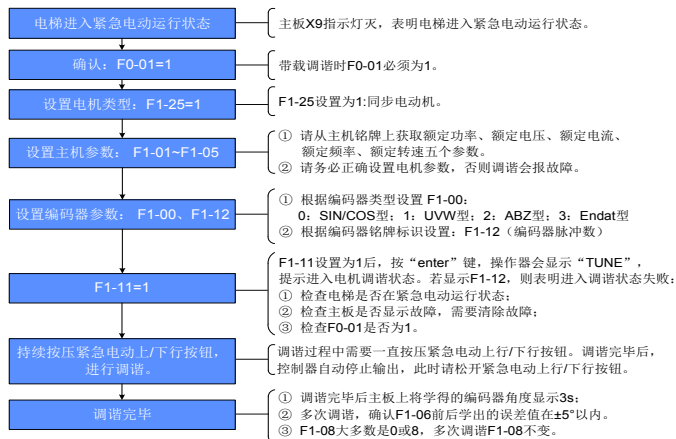 电梯进入紧急电动运行状态
主板X9指示灯灭，表明电梯进入紧急电动运行状态。
确认：F0-01=1
带载调谐时F0-01必须为1。
设置电机类型：F1-25=1
F1-25设置为1:同步电动机。
设置主机参数： F1-01~F1-05
① 请从主机铭牌上获取额定功率、额定电压、额定电流、
额定频率、额定转速五个参数。
② 请务必正确设置电机参数，否则调谐会报故障。
设置编码器参数： F1-00、F1-12
① 根据编码器类型设置 F1-00：
0：SIN/COS型；1：UVW型；2：ABZ型；3：Endat型
② 根据编码器铭牌标识设置：F1-12（编码器脉冲数）
F1-11=1
F1-11设置为1后，按“enter”键，操作器会显示“TUNE”，
提示进入电机调谐状态。若显示F1-12，则表明进入调谐状态失败：
① 检查电梯是否在紧急电动运行状态；
② 检查主板是否显示故障，需要清除故障；
③ 检查F0-01是否为1。
持续按压紧急电动上/下行按钮，
进行调谐。
调谐过程中需要一直按压紧急电动上行/下行按钮。调谐完毕后，
控制器自动停止输出，此时请松开紧急电动上行/下行按钮。
调谐完毕
① 调谐完毕后主板上将学得的编码器角度显示3s；
② 多次调谐，确认F1-06前后学出的误差值在±5°以内。
③ F1-08大多数是0或8，多次调谐F1-08不变。